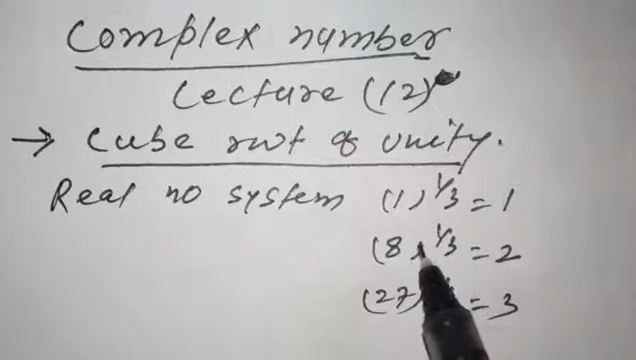 Complex number
Lecture (12)
→ Cube root of unity.
Real no system (1)^1/3 = 1
(8)^1/3 = 2
(27) = 3